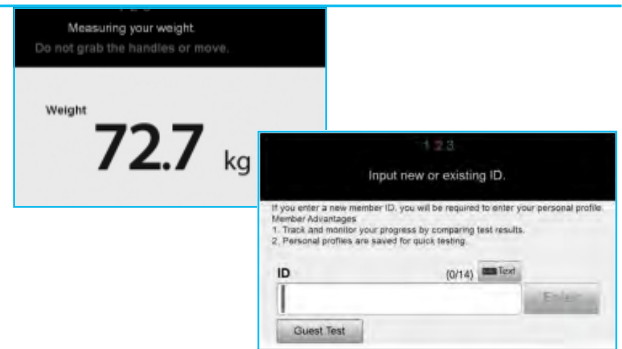 Measuring your weight.
Do not grab the handles or move.
Weight
72.7 kg
1 2 3
Input new or existing ID.
If you enter a new member ID, you will be required to enter your personal profile.
Member Advantages
1. Track and monitor your progress by comparing test results.
2. Personal profiles are saved for quick testing.
ID (0/14) Text
Enter
Guest Test